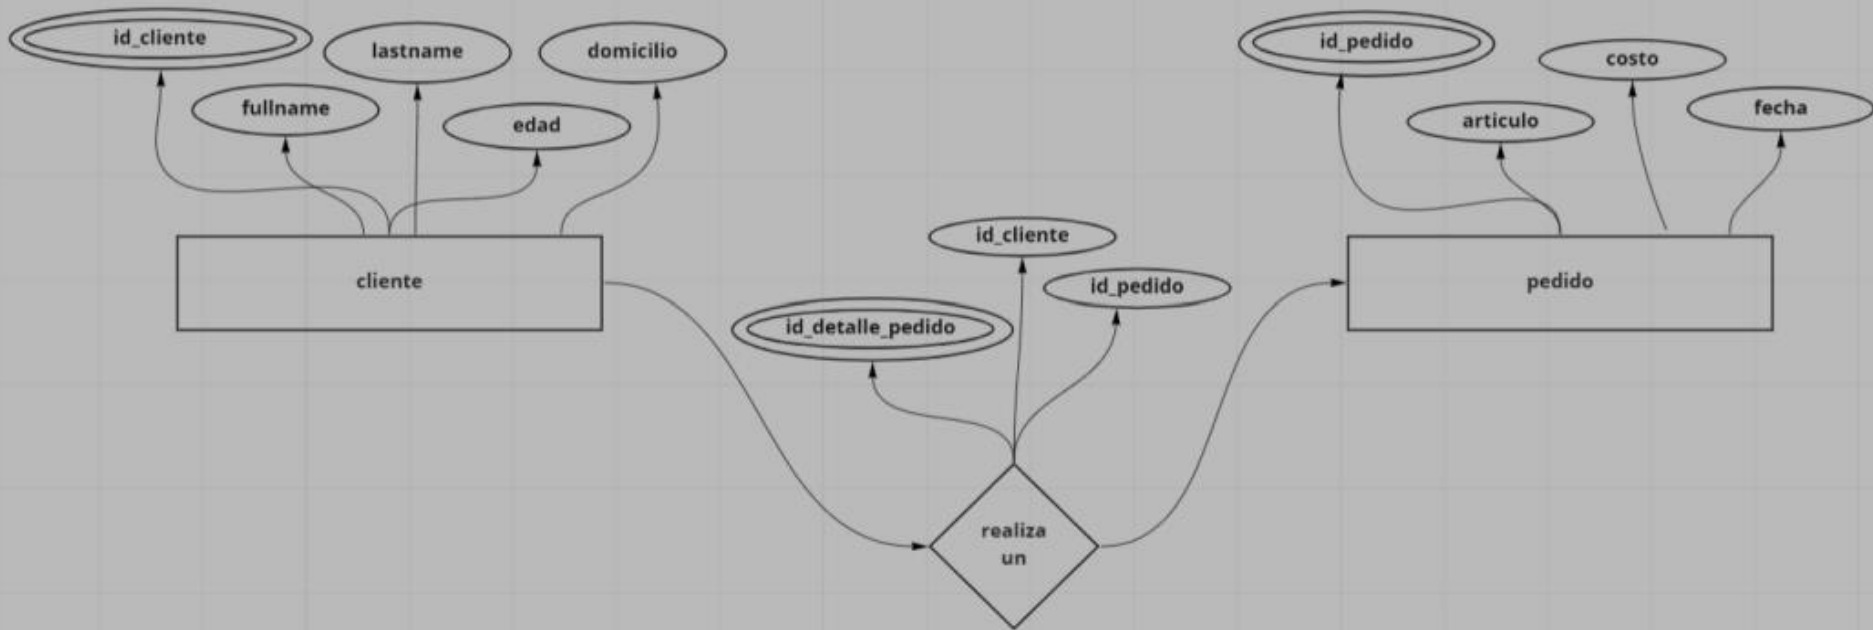 id_cliente
lastname
domicilio
fullname
edad
id_pedido
costo
articulo
fecha
cliente
id_cliente
id_pedido
id_detalle_pedido
pedido
realiza
un